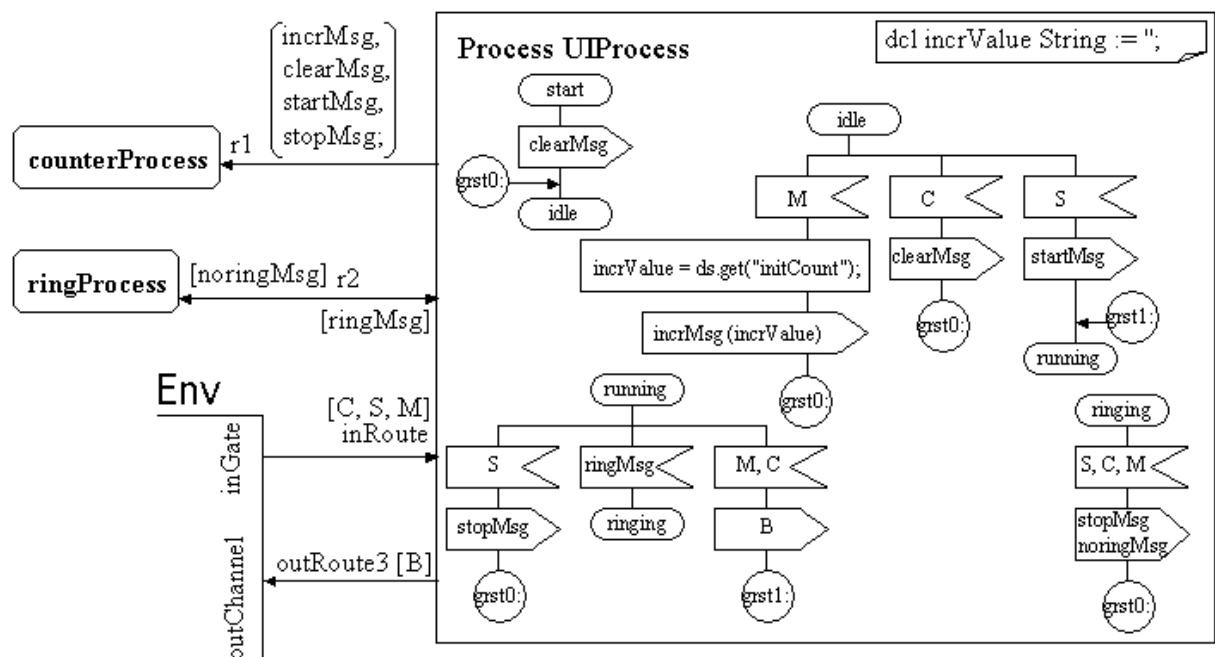 incrMsg,
clearMsg,
startMsg,
stopMsg;
counterProcess
r1
ringProcess
[noringMsg] r2
[ringMsg]
Env
inGate
outChannel
[C, S, M]
inRoute
outRoute3 [B]
Process UIProcess
dcl incrValue String := '';
start
clearMsg
grst0:
idle
idle
M
C
S
incrValue = ds.get("initCount");
clearMsg
startMsg
incrMsg (incrValue)
grst0:
grst1:
running
grst0:
running
S
ringMsg
M, C
stopMsg
ringing
B
grst0:
grst1:
ringing
S, C, M
stopMsg
noringMsg
grst0: